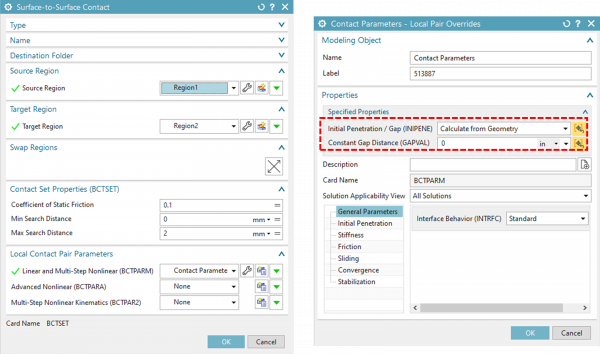 Surface-to-Surface Contact
Type
Name
Destination Folder
Source Region
Source Region Region1
Target Region
Target Region Region2
Swap Regions
Contact Set Properties (BCTSET)
Coefficient of Static Friction 0.1
Min Search Distance 0 mm
Max Search Distance 2 mm
Local Contact Pair Parameters
Linear and Multi-Step Nonlinear (BCTPARM) Contact Paramete
Advanced Nonlinear (BCTPARA) None
Multi-Step Nonlinear Kinematics (BCTPAR2) None
Card Name BCTSET
OK Cancel
Contact Parameters - Local Pair Overrides
Modeling Object
Name Contact Parameters
Label 513887
Properties
Specified Properties
Initial Penetration / Gap (INIPENE) Calculate from Geometry
Constant Gap Distance (GAPVAL) 0 in
Description
Card Name BCTPARM
Solution Applicability View All Solutions
General Parameters
Initial Penetration
Stiffness
Friction
Sliding
Convergence
Stabilization
Interface Behavior (INTRFC) Standard
OK Cancel